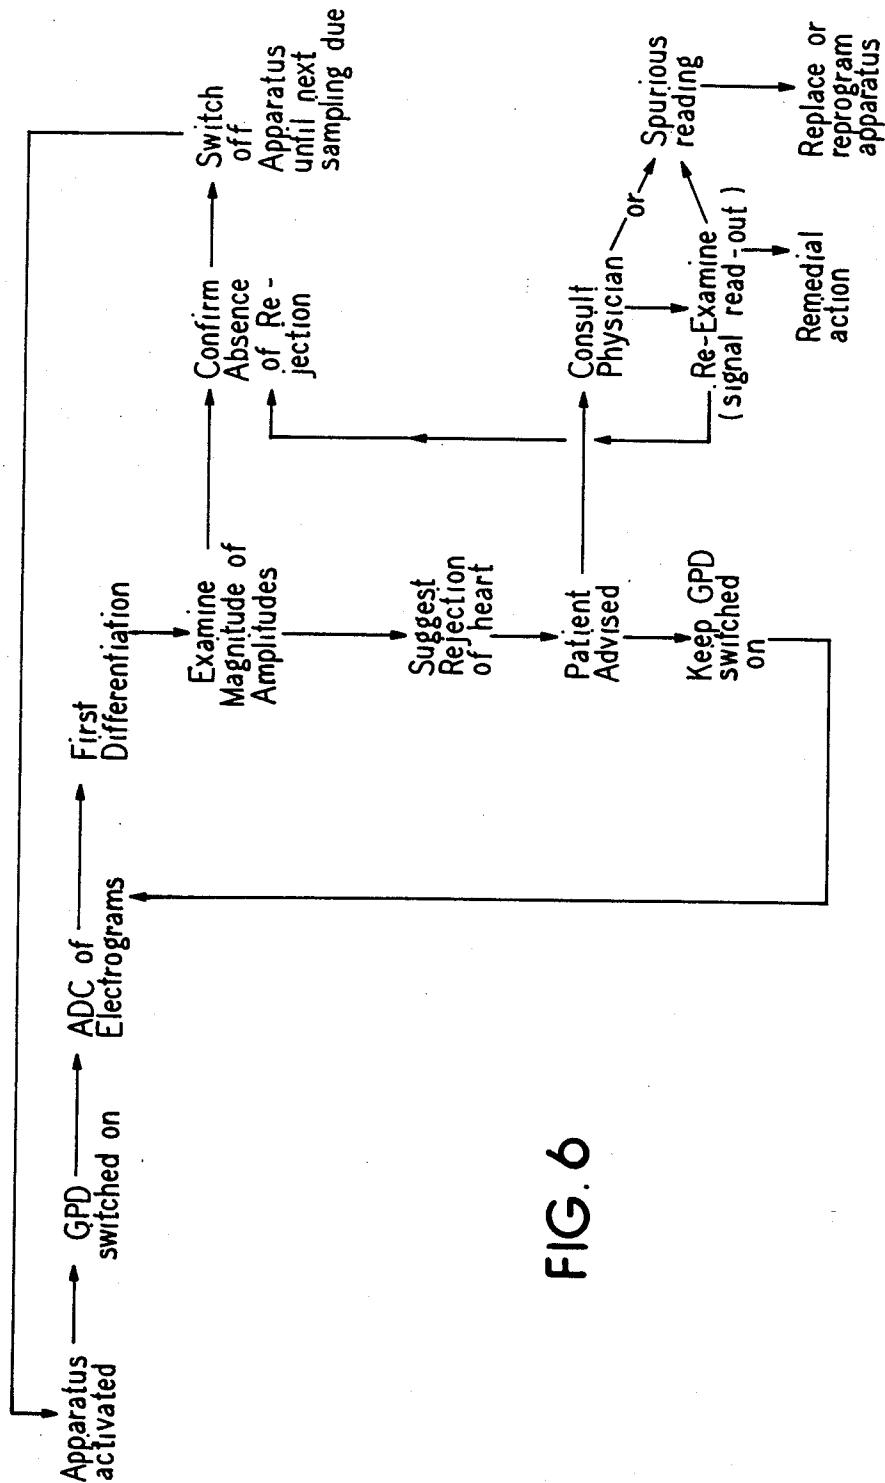 Apparatus
activated
GPD
switched on
ADC of
Electrograms
First
Differentiation
Examine
Magnitude of
Amplitudes
Confirm
Absence
of Re-
jection
Switch
off
Apparatus
until next
sampling due
Suggest
Rejection
of heart
Patient
Advised
Keep GPD
switched
on
Consult
Physician
or
Spurious
reading
Re-Examine
(signal read-out)
Remedial
action
Replace or
reprogram
apparatus
FIG. 6